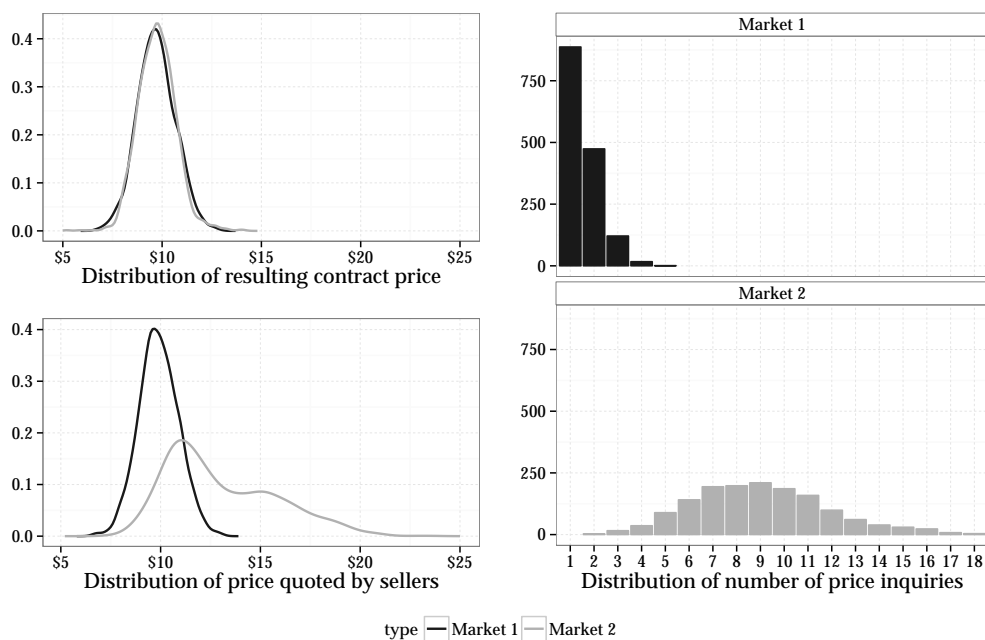 0.4
0.3
0.2
0.1
0.0
$5 $10 $15 $20 $25
Distribution of resulting contract price
0.4
0.3
0.2
0.1
0.0
$5 $10 $15 $20 $25
Distribution of price quoted by sellers
Market 1
750
500
250
0
Market 2
750
500
250
0
1 2 3 4 5 6 7 8 9 10 11 12 13 14 15 16 17 18
Distribution of number of price inquiries
type Market 1 Market 2